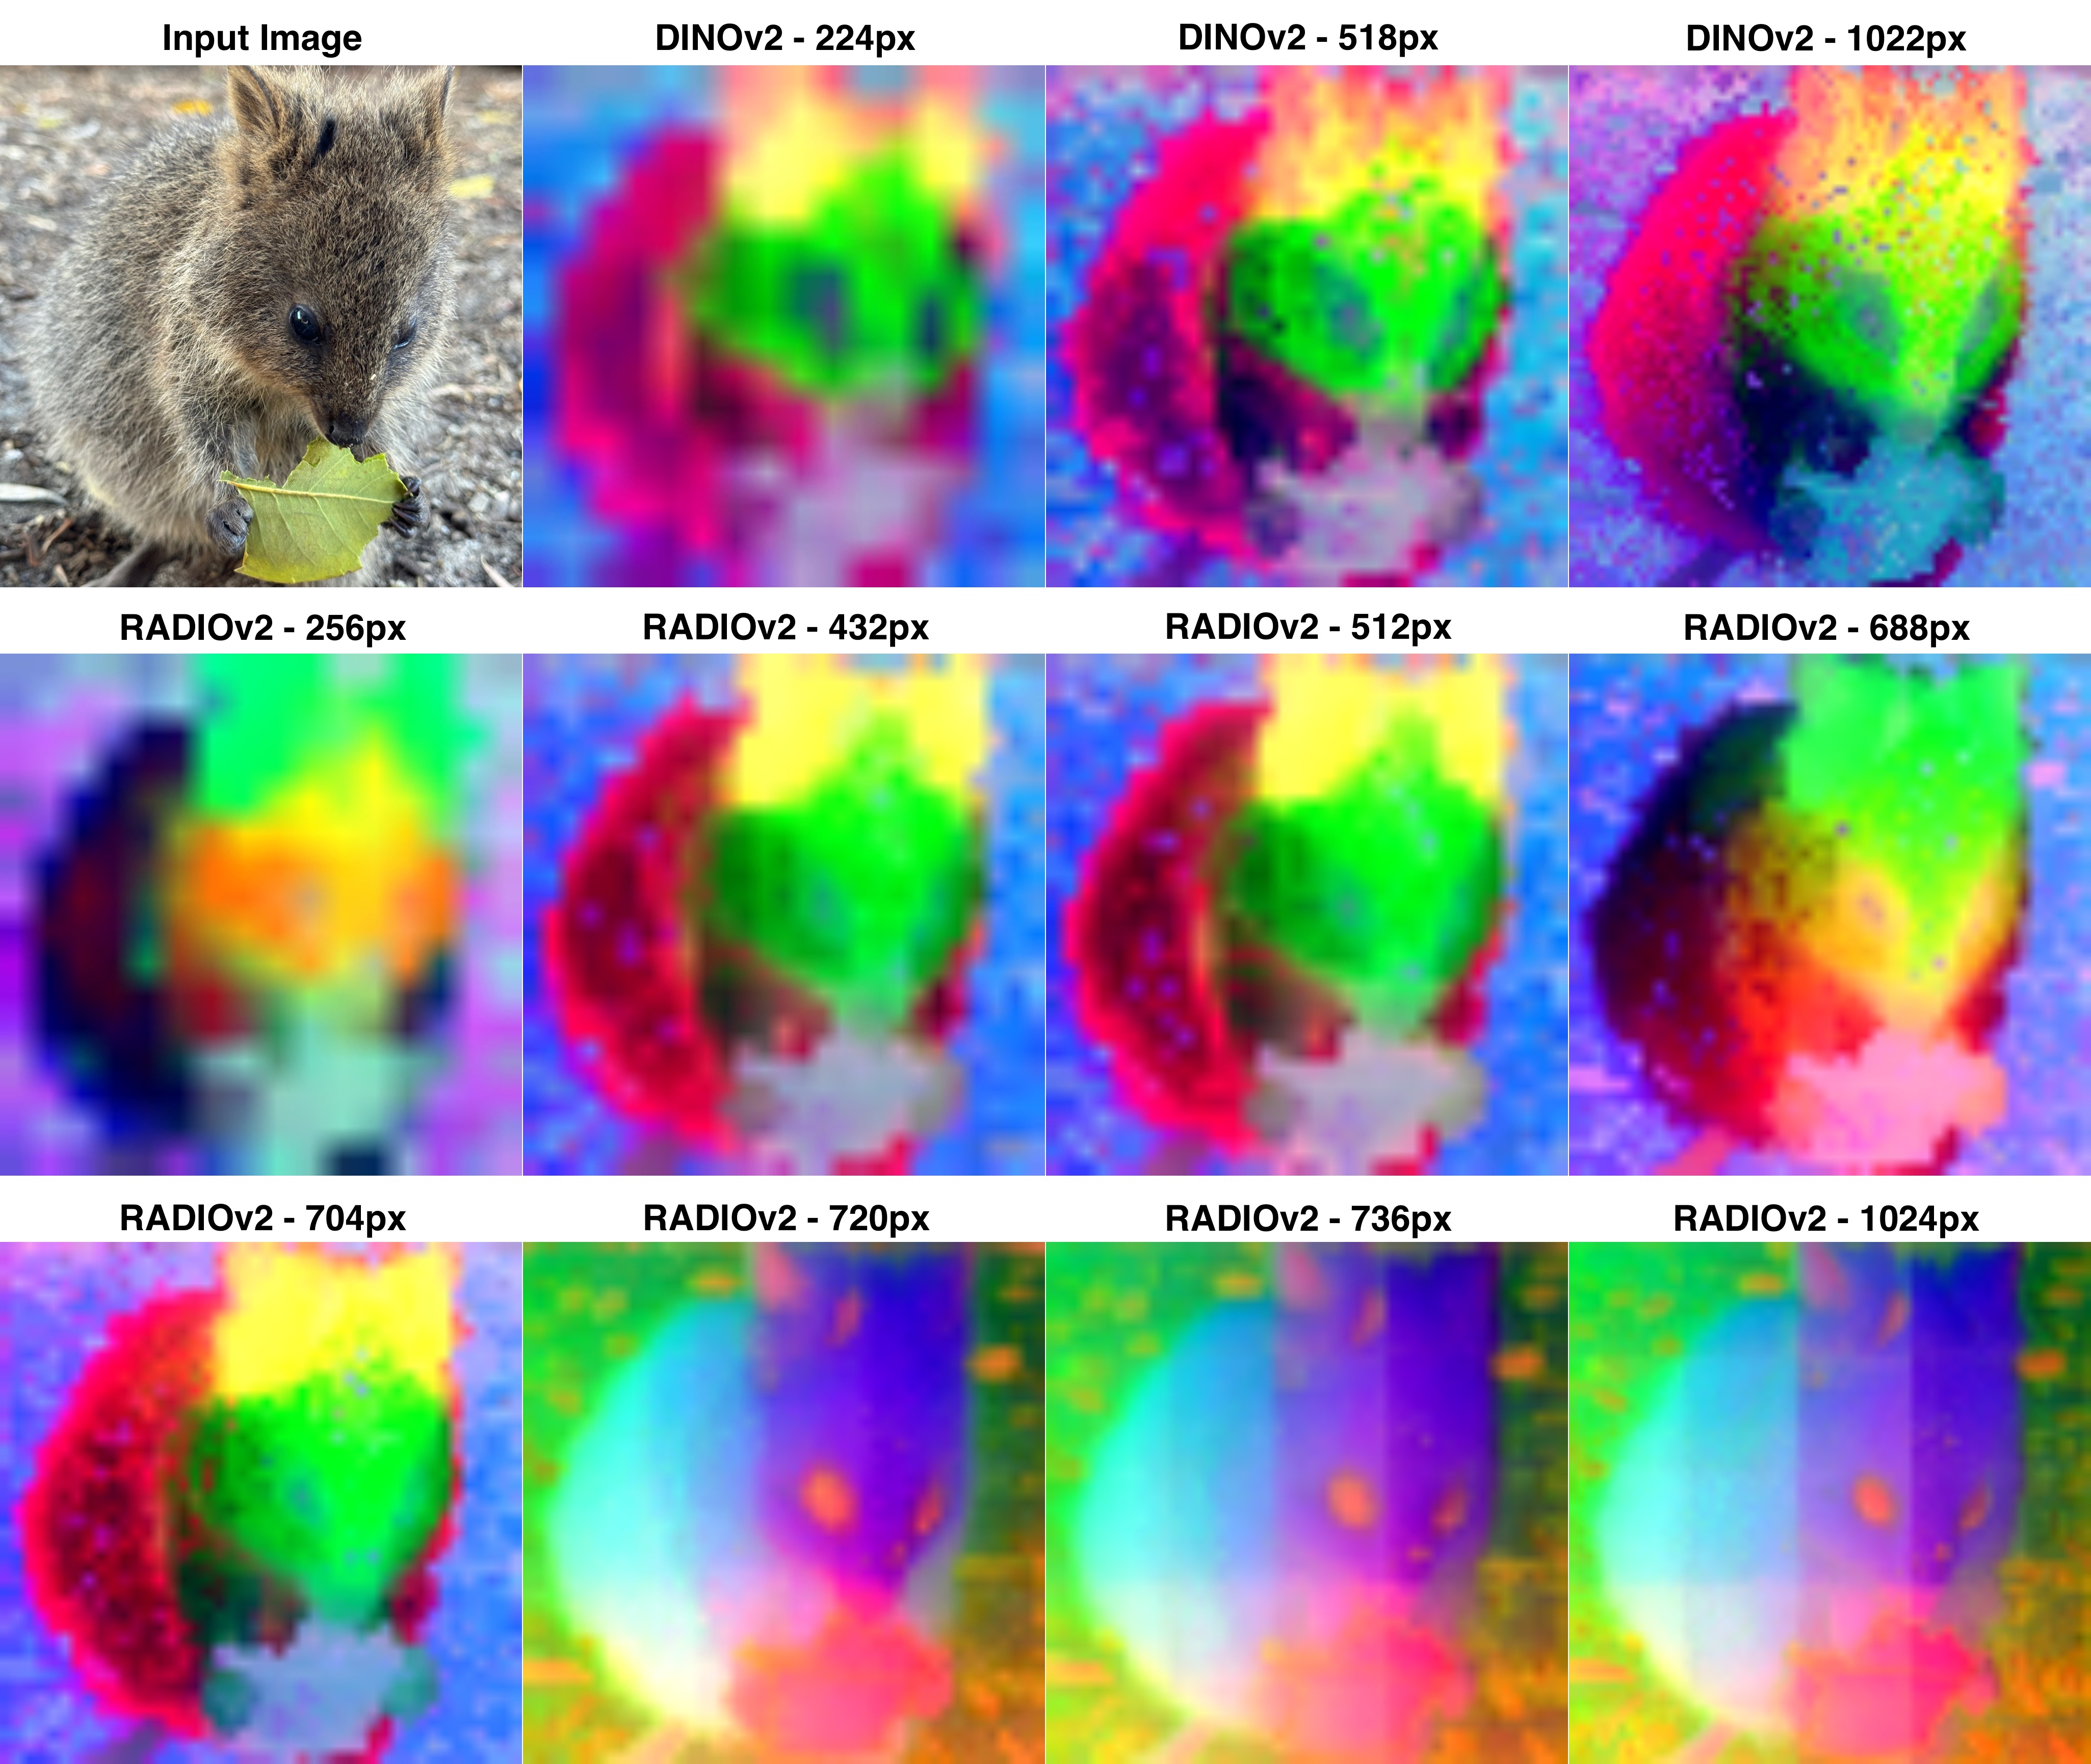 Input Image
DINOv2 - 224px
DINOv2 - 518px
DINOv2 - 1022px
RADIOv2 - 256px
RADIOv2 - 432px
RADIOv2 - 512px
RADIOv2 - 688px
RADIOv2 - 704px
RADIOv2 - 720px
RADIOv2 - 736px
RADIOv2 - 1024px